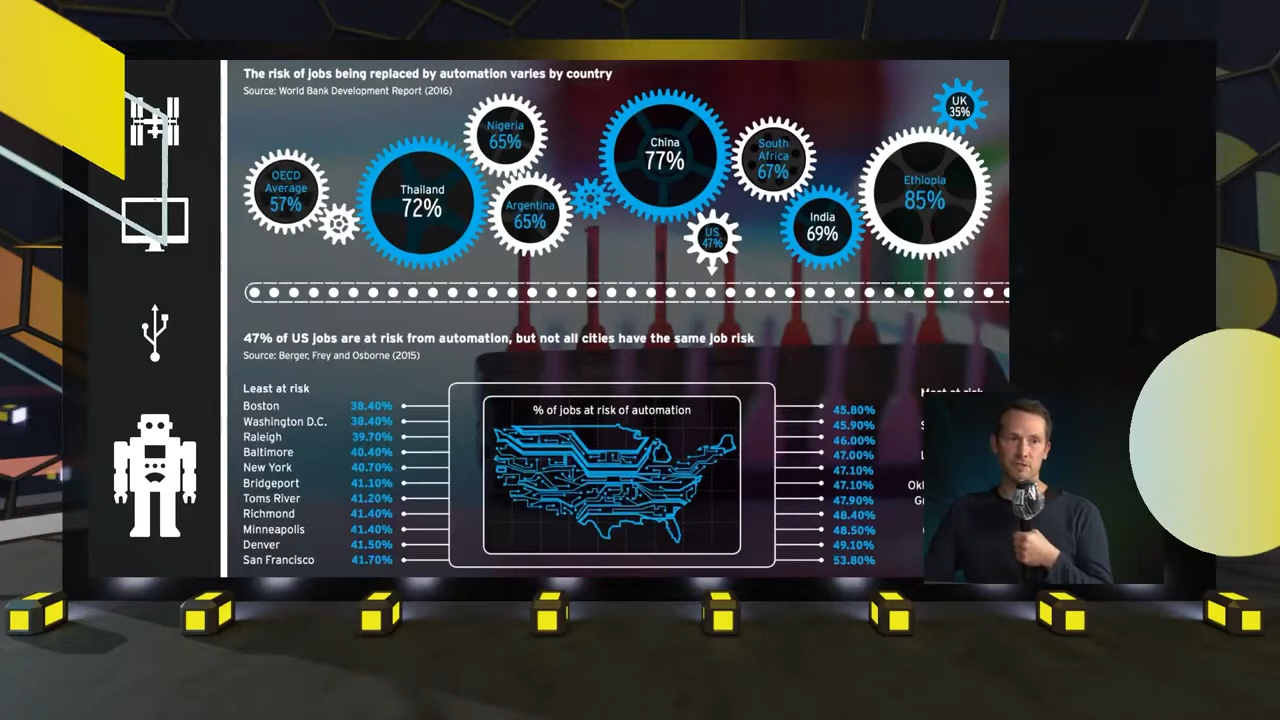 The risk of jobs being replaced by automation varies by country
Source: World Bank Development Report (2016)
OECD
Average
57%
Thailand
72%
Nigeria
65%
Argentina
65%
China
77%
US
47%
South
Africa
67%
India
69%
Ethiopia
85%
UK
35%
47% of US jobs are at risk from automation, but not all cities have the same job risk
Source: Berger, Frey and Osborne (2015)
Least at risk
Boston 38.40%
Washington D.C. 38.40%
Raleigh 39.70%
Baltimore 40.40%
New York 40.70%
Bridgeport 41.10%
Toms River 41.20%
Richmond 41.40%
Minneapolis 41.40%
Denver 41.50%
San Francisco 41.70%
% of jobs at risk of automation
45.80%
45.90%
46.00%
47.00%
47.10%
47.10%
47.90%
48.40%
48.50%
49.10%
53.80%